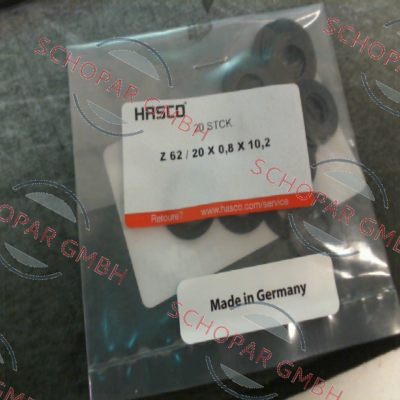 HASCO®
20 STCK.
Z 62 / 20 X 0,8 X 10,2
Retoure? www.hasco.com/service
Made in Germany
SCHOPAR GMBH
SCHOPAR GMBH
SCHOPAR GMBH
SCHOPAR GMBH